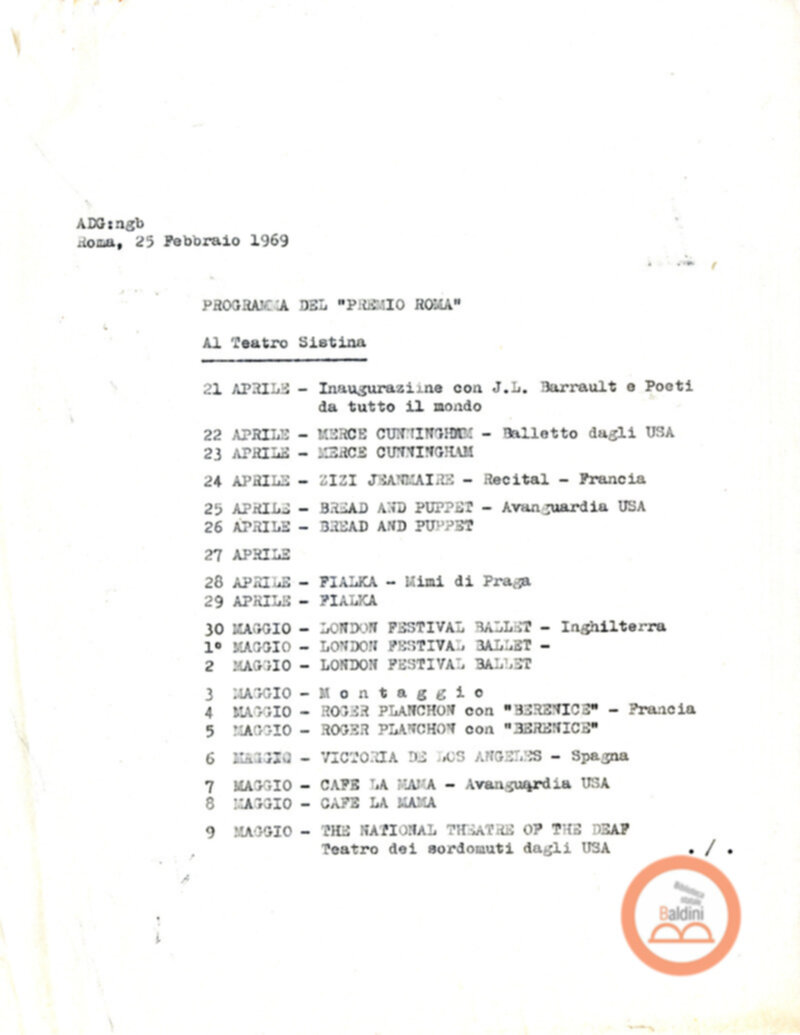 ADG:ngb
Roma, 25 Febbraio 1969
PROGRAMMA DEL "PREMIO ROMA"
Al Teatro Sistina
21 APRILE - Inauguraziine con J.L. Barrault e Poeti
da tutto il mondo
22 APRILE - MERCE CUNNINGHAM - Balletto dagli USA
23 APRILE - MERCE CUNNINGHAM
24 APRILE - ZIZI JEANMAIRE - Recital - Francia
25 APRILE - BREAD AND PUPPET - Avanguardia USA
26 APRILE - BREAD AND PUPPET
27 APRILE
28 APRILE - FIALKA - Mimi di Praga
29 APRILE - FIALKA
30 MAGGIO - LONDON FESTIVAL BALLET - Inghilterra
1° MAGGIO - LONDON FESTIVAL BALLET -
2 MAGGIO - LONDON FESTIVAL BALLET
3 MAGGIO - M o n t a g g i o
4 MAGGIO - ROGER PLANCHON con "BERENICE" - Francia
5 MAGGIO - ROGER PLANCHON con "BERENICE"
6 MAGGIO - VICTORIA DE LOS ANGELES - Spagna
7 MAGGIO - CAFE LA MAMA - Avanguardia USA
8 MAGGIO - CAFE LA MAMA
9 MAGGIO - THE NATIONAL THEATRE OF THE DEAF
Teatro dei sordomuti dagli USA ./.
Biblioteca
statale
Baldini